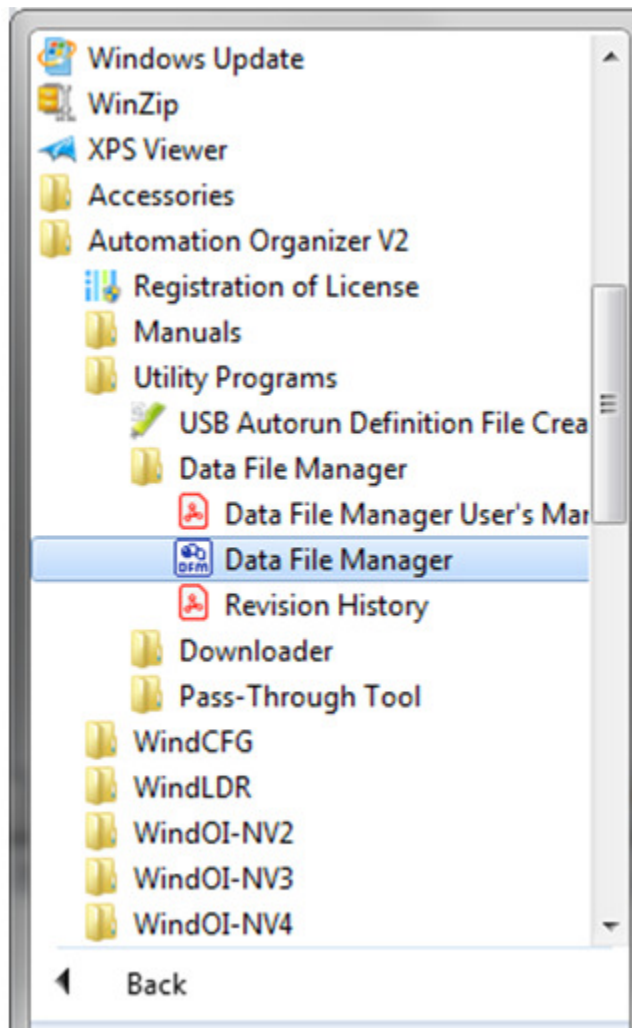 Windows Update
WinZip
XPS Viewer
Accessories
Automation Organizer V2
Registration of License
Manuals
Utility Programs
USB Autorun Definition File Crea
Data File Manager
Data File Manager User's Mar
DFM Data File Manager
Revision History
Downloader
Pass-Through Tool
WindCFG
WindLDR
WindOI-NV2
WindOI-NV3
WindOI-NV4
Back